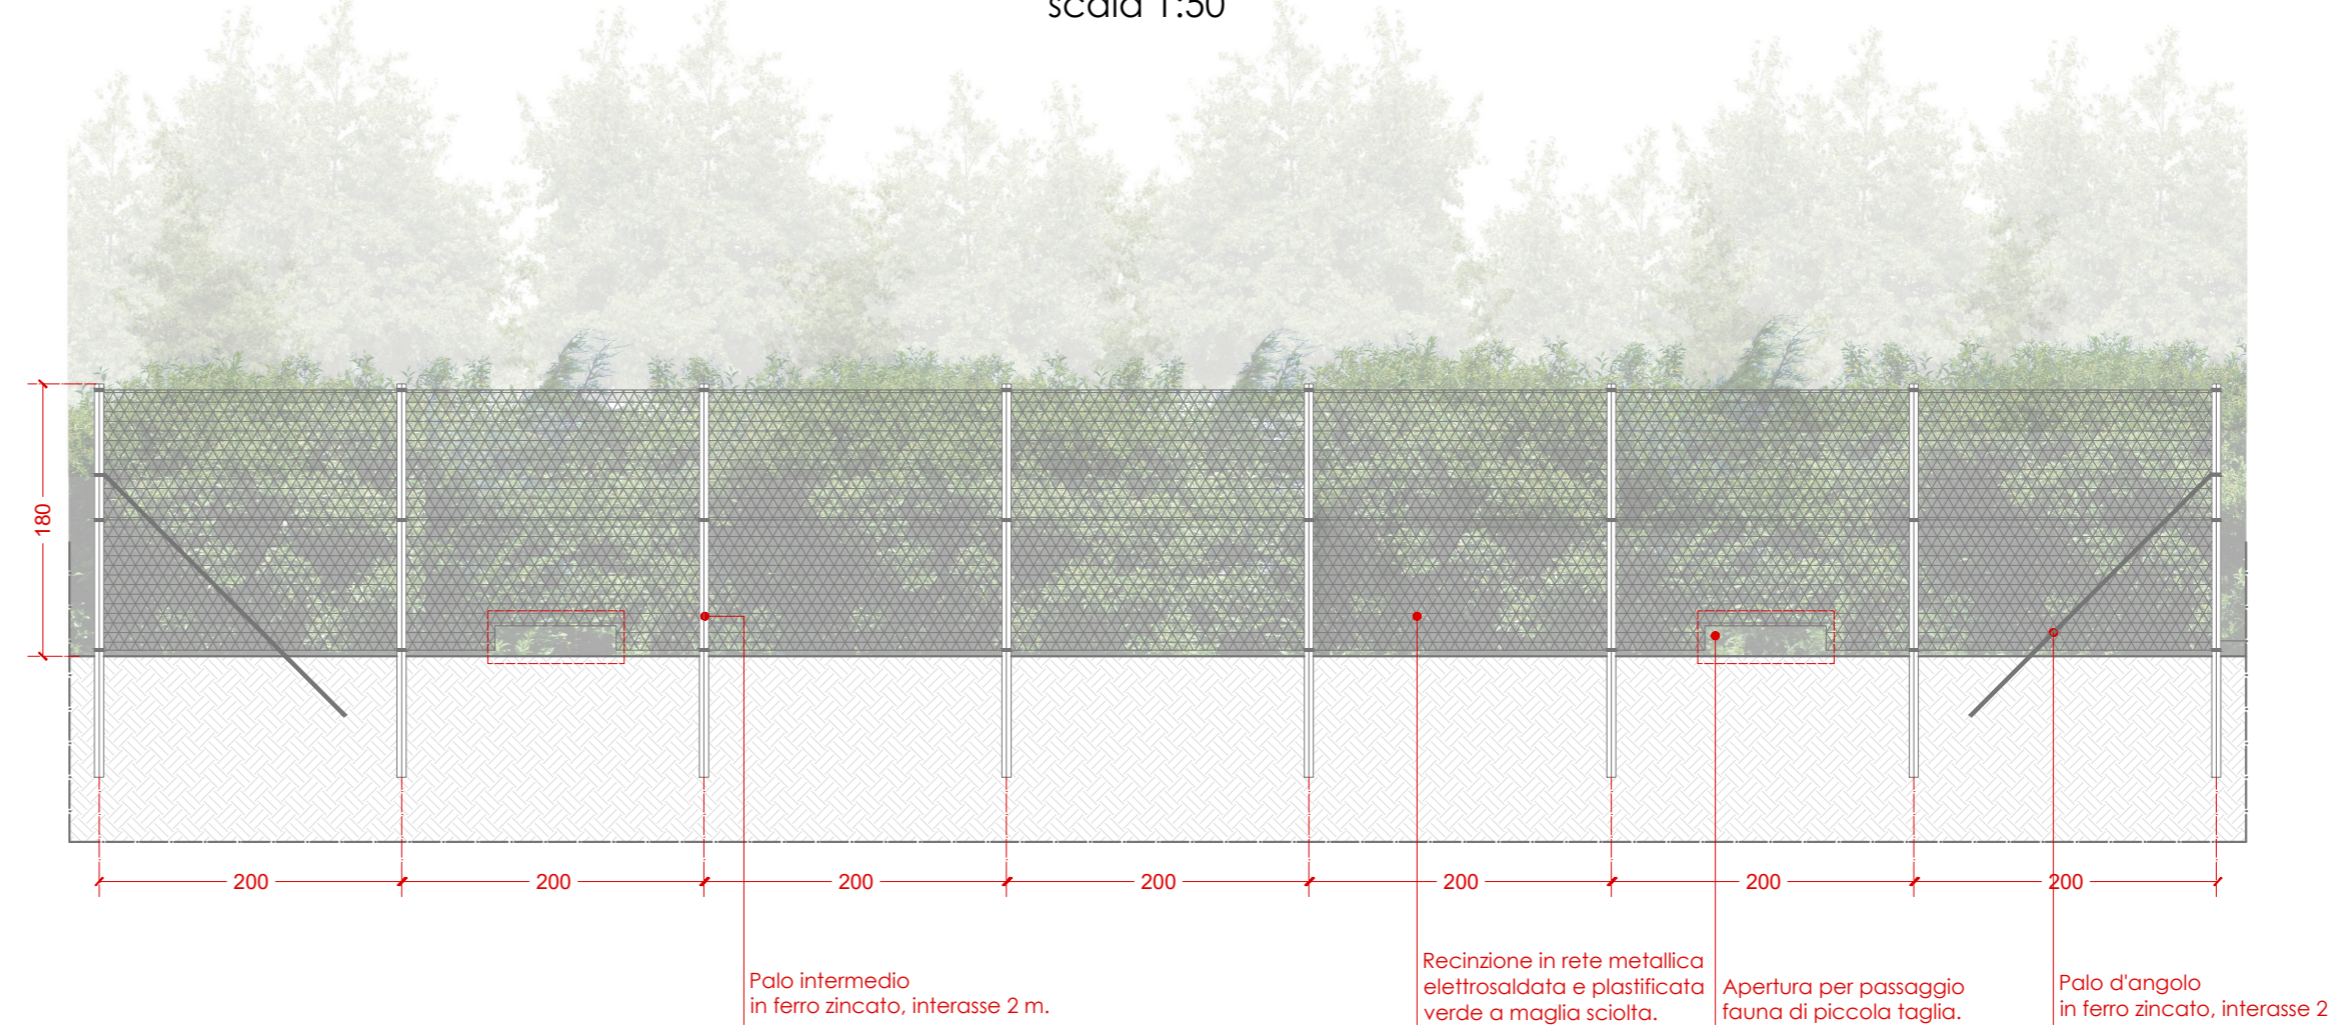 scala 1:50
180
200
200
200
200
200
200
200
Palo intermedio
in ferro zincato, interasse 2 m.
Recinzione in rete metallica
elettrosaldata e plastificata
verde a maglia sciolta.
Apertura per passaggio
fauna di piccola taglia.
Palo d'angolo
in ferro zincato, interasse 2